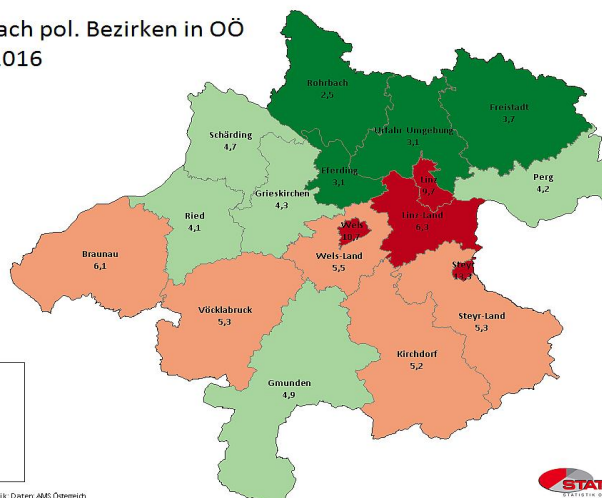 ach pol. Bezirken in OÖ
2016
Rohrbach
2,5
Freistadt
3,7
Urfahr-Umgebung
3,1
Schärding
4,7
Eferding
3,1
Linz
9,7
Perg
4,2
Grieskirchen
4,3
Ried
4,1
Linz-Land
6,3
Wels
10,7
Braunau
6,1
Wels-Land
5,5
Steyr
Vöcklabruck
5,3
Steyr-Land
5,3
Kirchdorf
5,2
Gmunden
4,9
ik; Daten: AMS Österreich
STAT
STATISTIK O